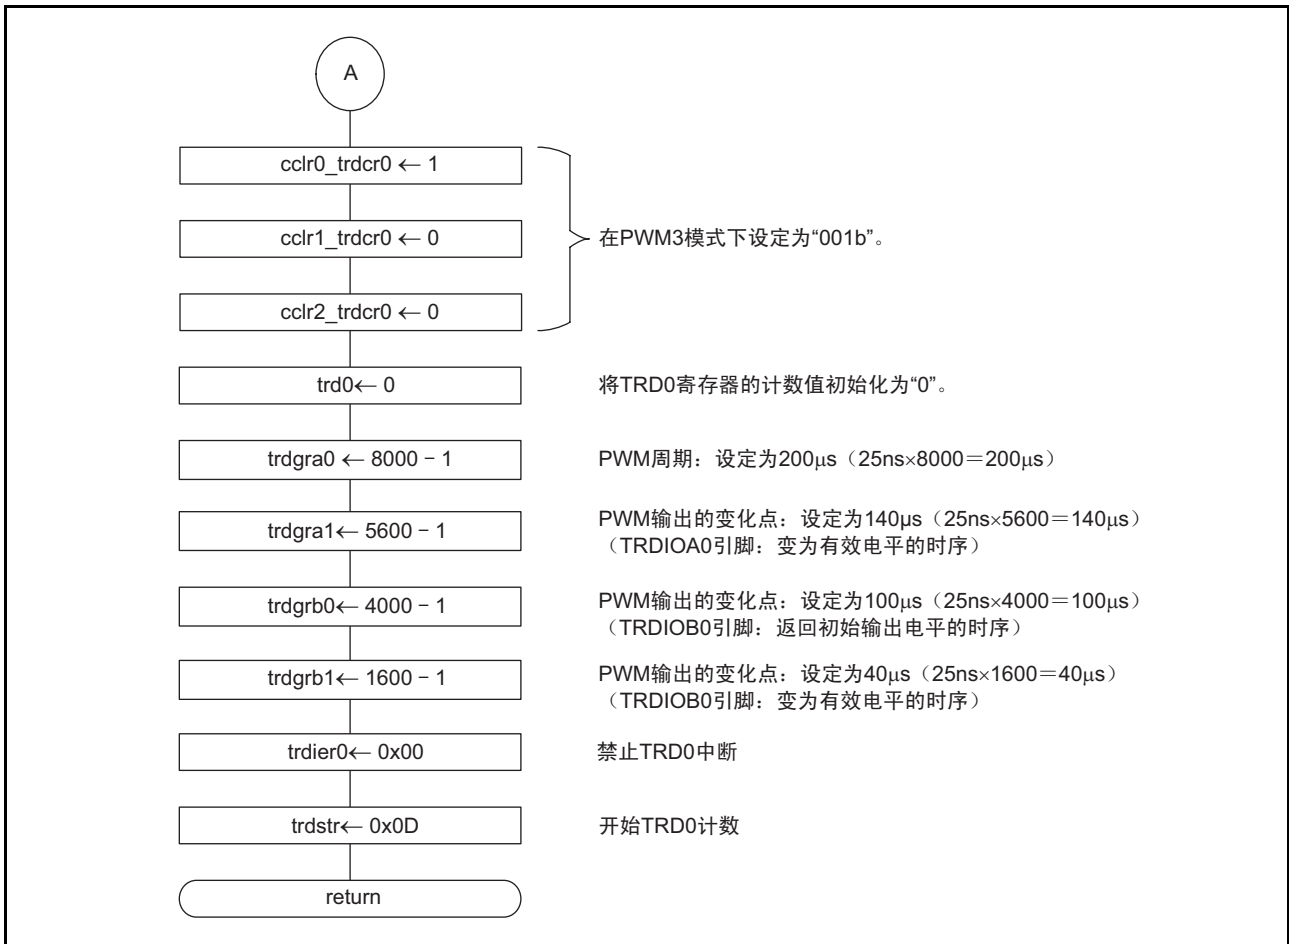 A
cclr0_trdcr0 ← 1
cclr1_trdcr0 ← 0
在PWM3模式下设定为“001b”。
cclr2_trdcr0 ← 0
trd0← 0
将TRD0寄存器的计数值初始化为“0”。
trdgra0 ← 8000 − 1
PWM周期：设定为200μs（25ns×8000＝200μs）
trdgra1← 5600 − 1
PWM输出的变化点：设定为140µs（25ns×5600＝140μs）
（TRDIOA0引脚：变为有效电平的时序）
trdgrb0← 4000 − 1
PWM输出的变化点：设定为100μs（25ns×4000＝100μs）
（TRDIOB0引脚：返回初始输出电平的时序）
trdgrb1← 1600 − 1
PWM输出的变化点：设定为40μs（25ns×1600＝40μs）
（TRDIOB0引脚：变为有效电平的时序）
trdier0← 0x00
禁止TRD0中断
trdstr← 0x0D
开始TRD0计数
return